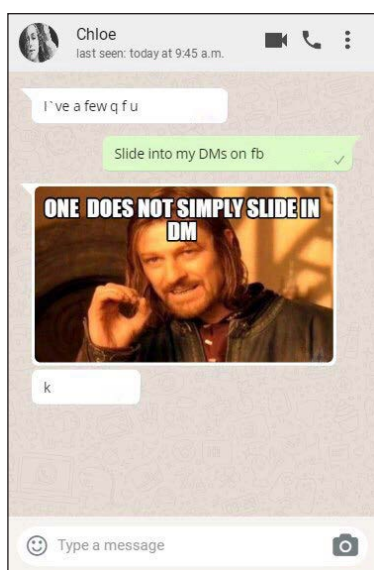 Chloe
last seen: today at 9:45 a.m.
I`ve a few q f u
Slide into my DMs on fb
ONE DOES NOT SIMPLY SLIDE IN
DM
k
Type a message